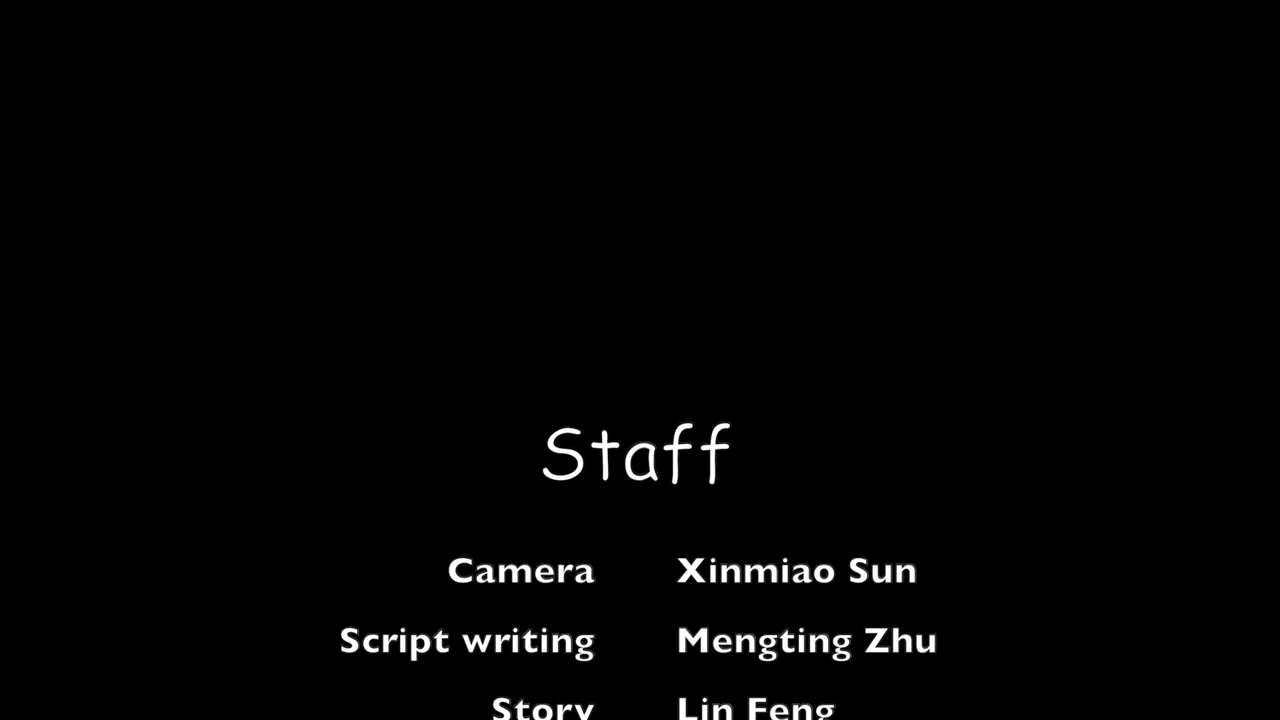 Staff
Camera Xinmiao Sun
Script writing Mengting Zhu
Story Lin Feng